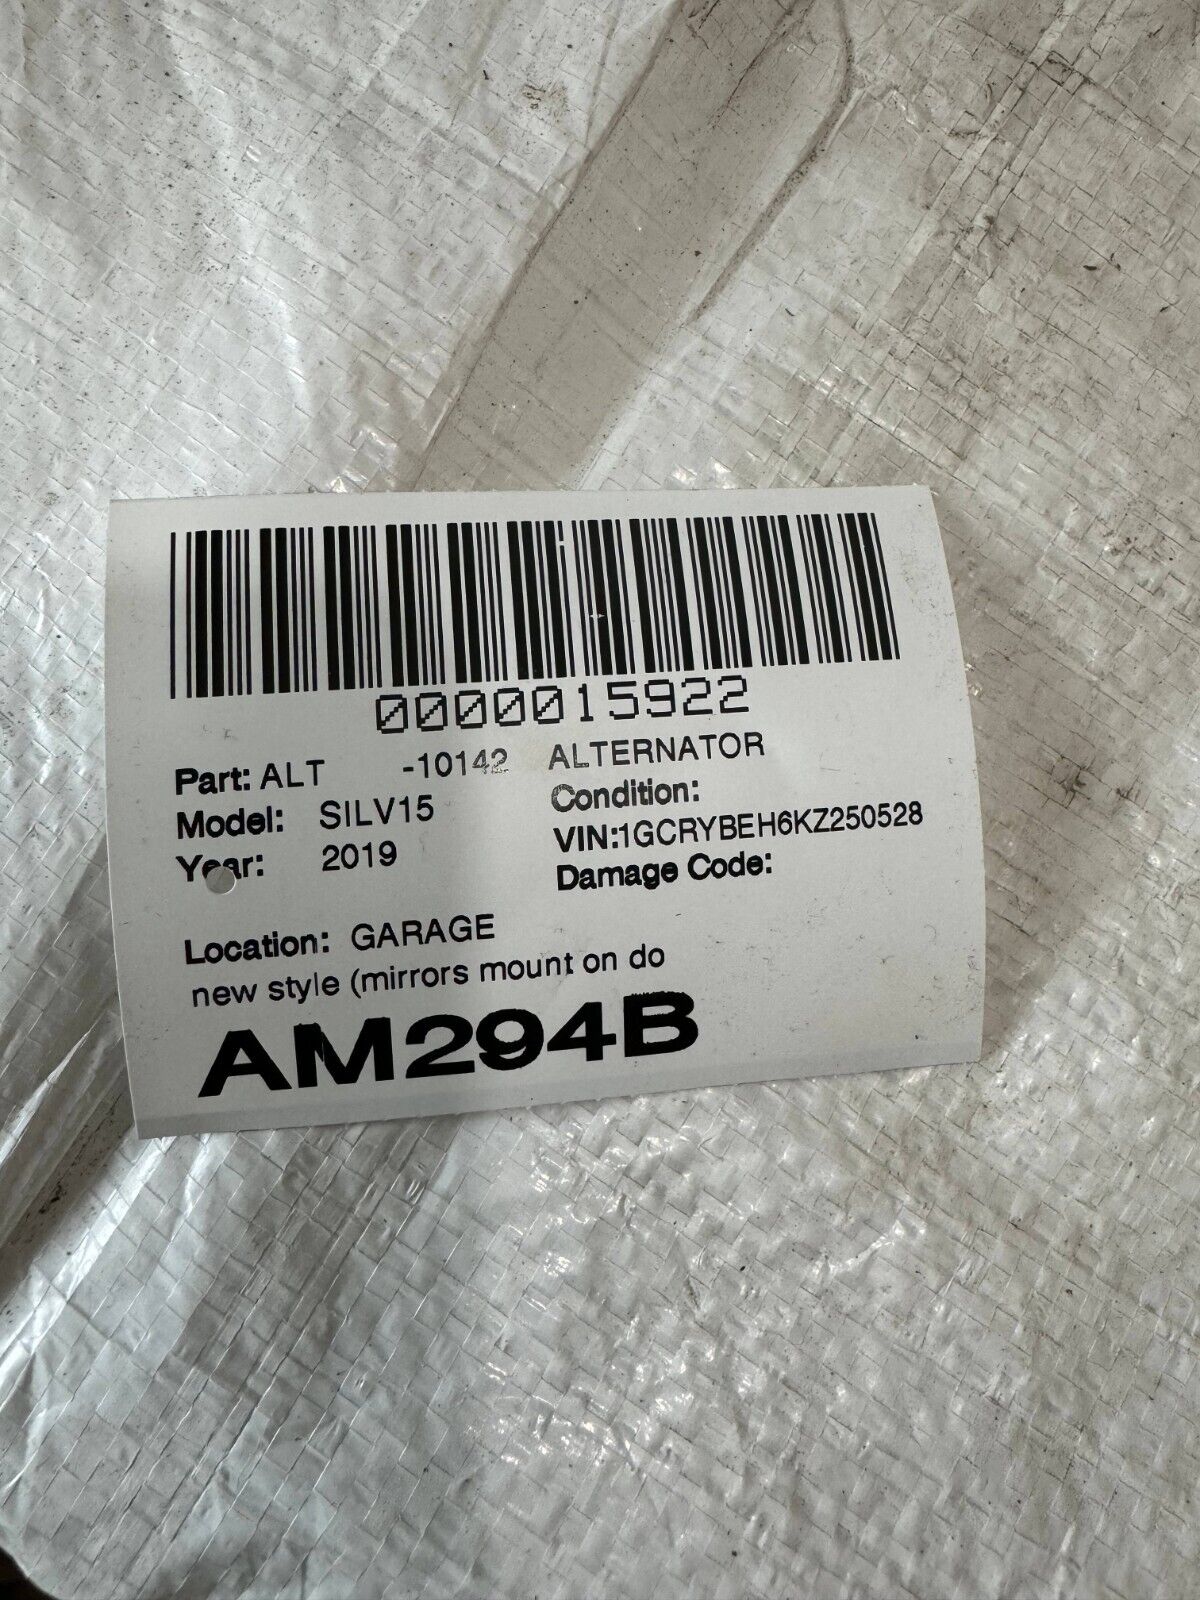 0000015922
Part: ALT -10142 ALTERNATOR
Model: SILV15 Condition:
Year: 2019 VIN:1GCRYBEH6KZ250528
Damage Code:
Location: GARAGE
new style (mirrors mount on do
AM294B